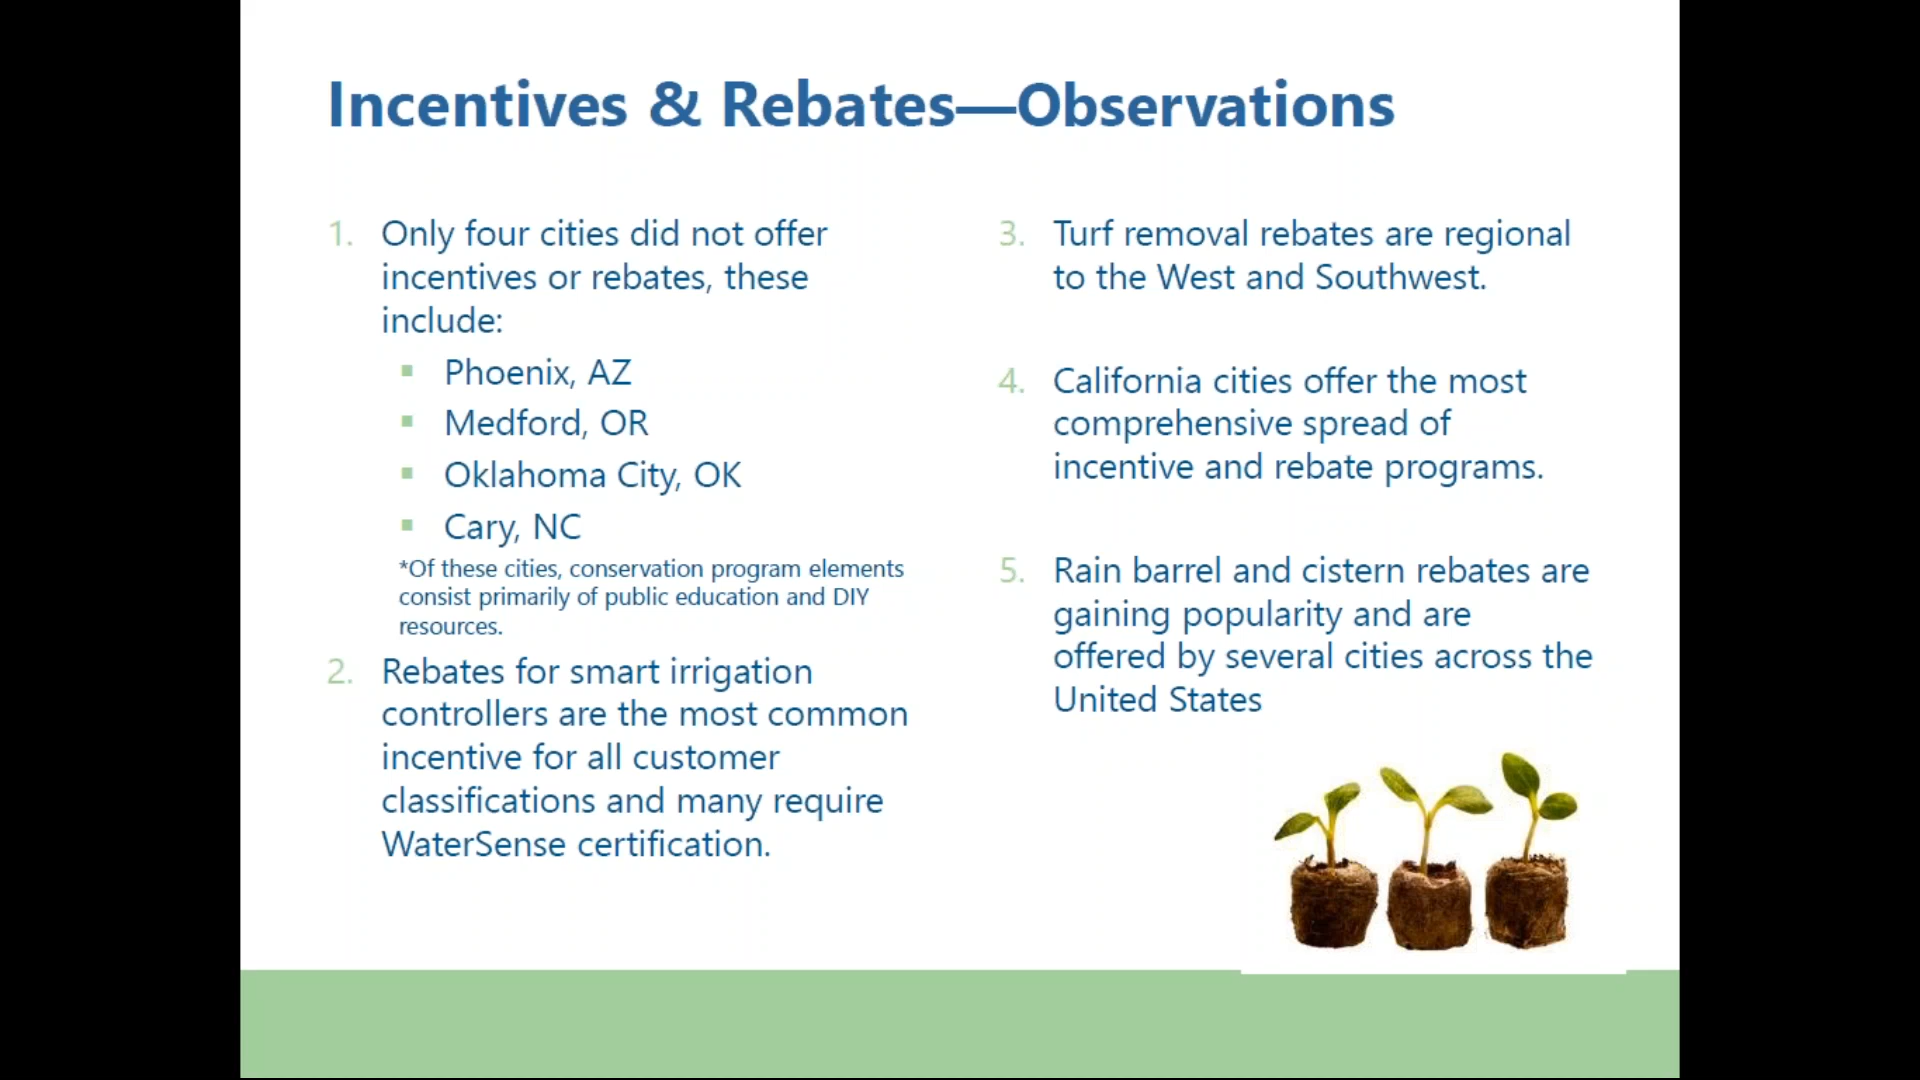 Incentives & Rebates—Observations
1. Only four cities did not offer
incentives or rebates, these
include:
▪ Phoenix, AZ
▪ Medford, OR
▪ Oklahoma City, OK
▪ Cary, NC
*Of these cities, conservation program elements
consist primarily of public education and DIY
resources.
2. Rebates for smart irrigation
controllers are the most common
incentive for all customer
classifications and many require
WaterSense certification.
3. Turf removal rebates are regional
to the West and Southwest.
4. California cities offer the most
comprehensive spread of
incentive and rebate programs.
5. Rain barrel and cistern rebates are
gaining popularity and are
offered by several cities across the
United States